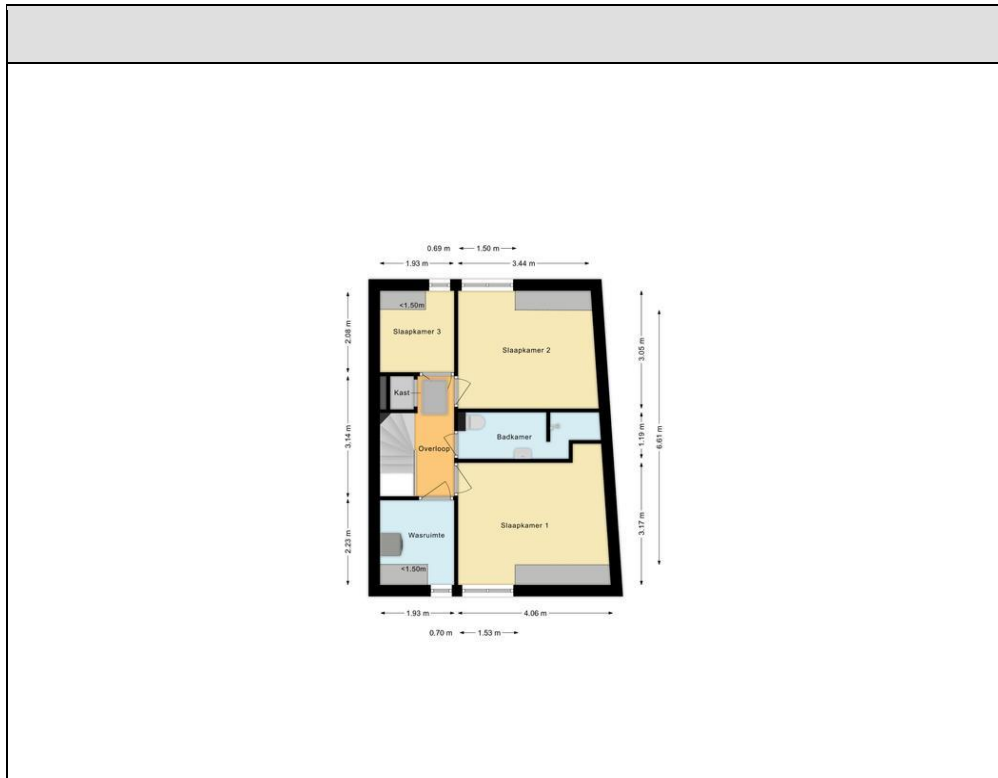 0.69 m 1.50 m
1.93 m 3.44 m
<1.50m
2.08 m
Slaapkamer 3
Slaapkamer 2
3.05 m
Kast
3.14 m
Overloop
Badkamer
1.19 m
6.61 m
Slaapkamer 1
3.17 m
Wasruimte
2.23 m
<1.50m
1.93 m 4.06 m
0.70 m 1.53 m